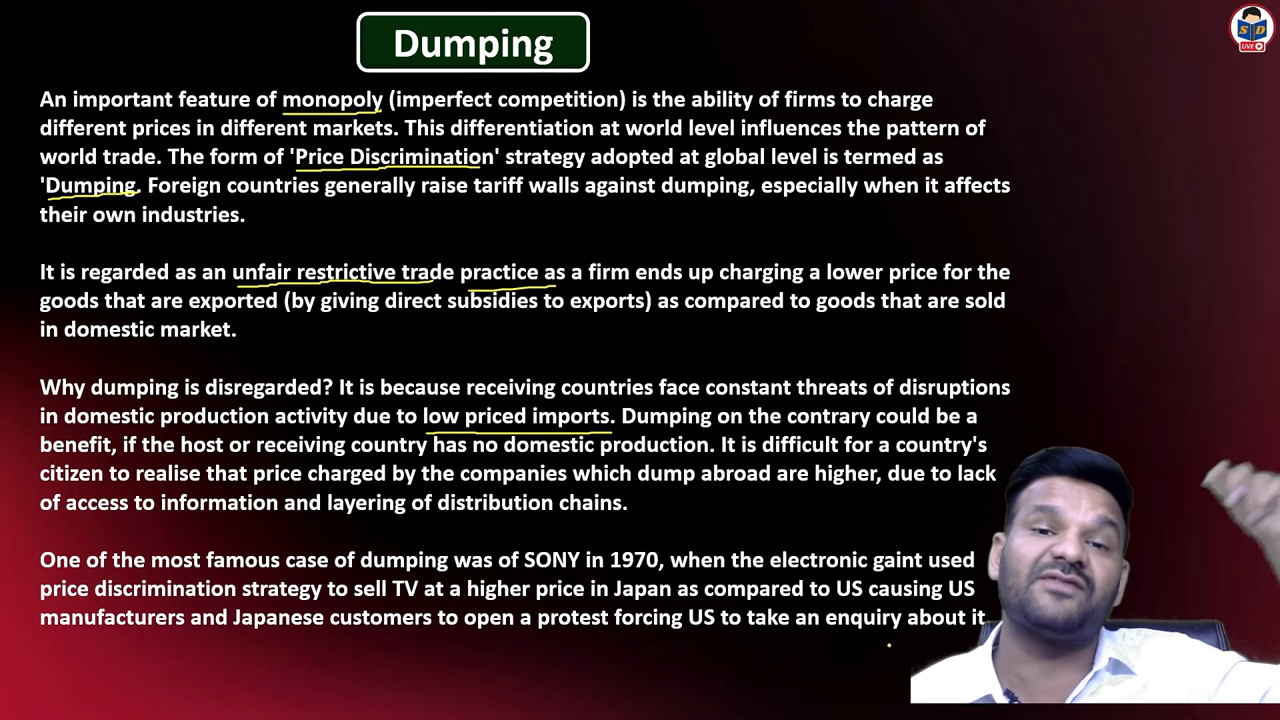 Dumping
S D
LIVE
An important feature of monopoly (imperfect competition) is the ability of firms to charge
different prices in different markets. This differentiation at world level influences the pattern of
world trade. The form of 'Price Discrimination' strategy adopted at global level is termed as
'Dumping. Foreign countries generally raise tariff walls against dumping, especially when it affects
their own industries.
It is regarded as an unfair restrictive trade practice as a firm ends up charging a lower price for the
goods that are exported (by giving direct subsidies to exports) as compared to goods that are sold
in domestic market.
Why dumping is disregarded? It is because receiving countries face constant threats of disruptions
in domestic production activity due to low priced imports. Dumping on the contrary could be a
benefit, if the host or receiving country has no domestic production. It is difficult for a country's
citizen to realise that price charged by the companies which dump abroad are higher, due to lack
of access to information and layering of distribution chains.
One of the most famous case of dumping was of SONY in 1970, when the electronic gaint used
price discrimination strategy to sell TV at a higher price in Japan as compared to US causing US
manufacturers and Japanese customers to open a protest forcing US to take an enquiry about it